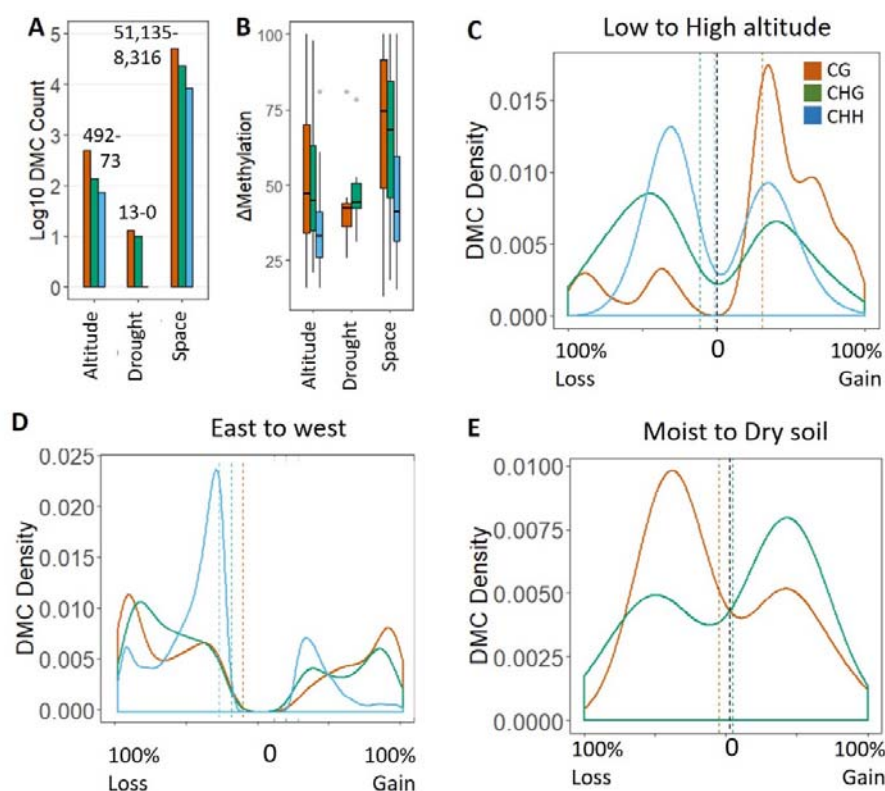 A
51,135-
8,316
492-
73
13-0
Log10 DMC Count
5
4
3
2
1
0
Altitude
Drought
Space
B
ΔMethylation
100
75
50
25
Altitude
Drought
Space
C
Low to High altitude
CG
CHG
CHH
DMC Density
0.015
0.010
0.005
0.000
100% 0 100%
Loss Gain
D
East to west
DMC Density
0.025
0.020
0.015
0.010
0.005
0.000
100% 0 100%
Loss Gain
E
Moist to Dry soil
DMC Density
0.0100
0.0075
0.0050
0.0025
0.0000
100% 0 100%
Loss Gain